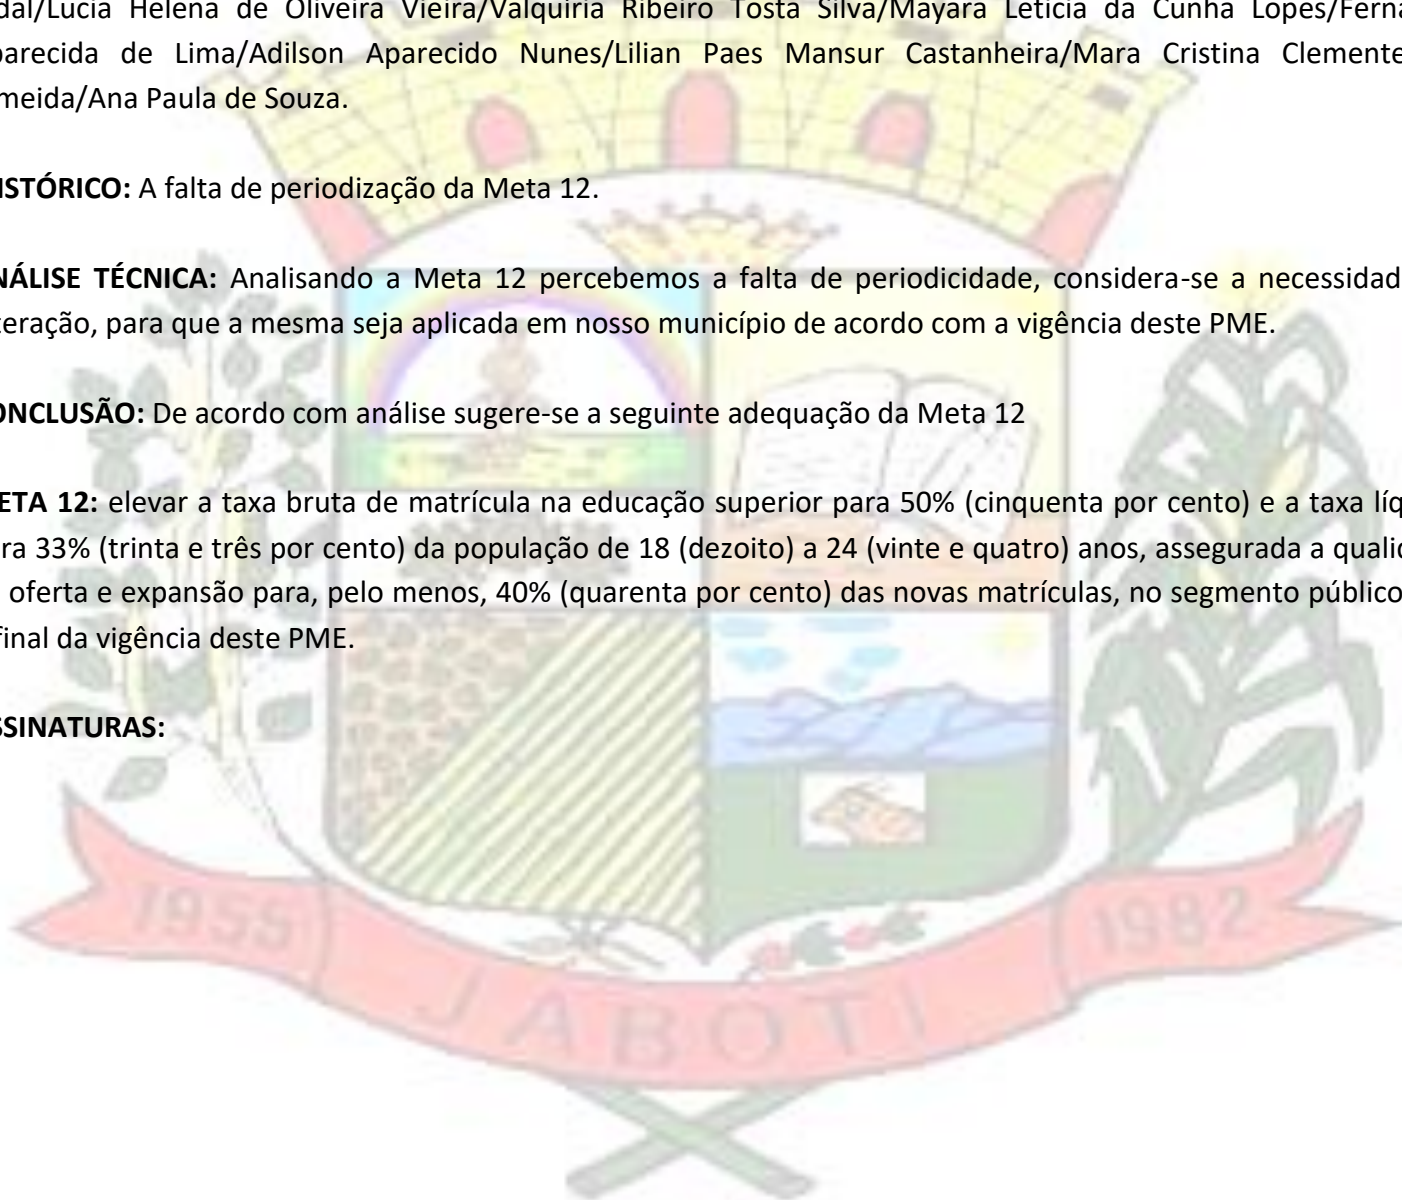 dal/Lucia Helena de Oliveira Vieira/Valquiria Ribeiro Tosta Silva/Mayara Leticia da Cunha Lopes/Ferna
parecida de Lima/Adilson Aparecido Nunes/Lilian Paes Mansur Castanheira/Mara Cristina Clemente
meida/Ana Paula de Souza.
ISTÓRICO: A falta de periodização da Meta 12.
NÁLISE TÉCNICA: Analisando a Meta 12 percebemos a falta de periodicidade, considera-se a necessidad
teração, para que a mesma seja aplicada em nosso município de acordo com a vigência deste PME.
ONCLUSÃO: De acordo com análise sugere-se a seguinte adequação da Meta 12
ETA 12: elevar a taxa bruta de matrícula na educação superior para 50% (cinquenta por cento) e a taxa líq
ra 33% (trinta e três por cento) da população de 18 (dezoito) a 24 (vinte e quatro) anos, assegurada a qualid
oferta e expansão para, pelo menos, 40% (quarenta por cento) das novas matrículas, no segmento público
final da vigência deste PME.
SSINATURAS:
1955
1982
JABOTI